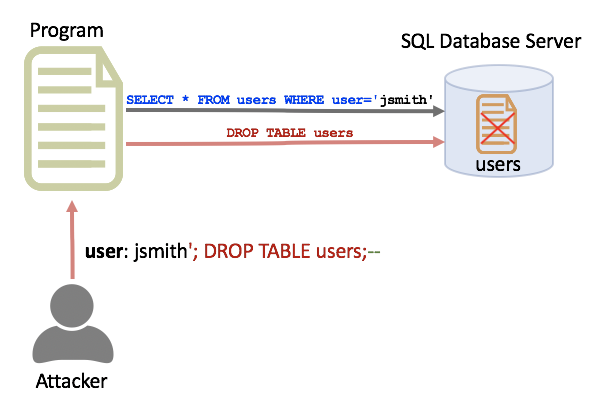 Program
SQL Database Server
SELECT * FROM users WHERE user='jsmith'
DROP TABLE users
users
user: jsmith'; DROP TABLE users;--
Attacker